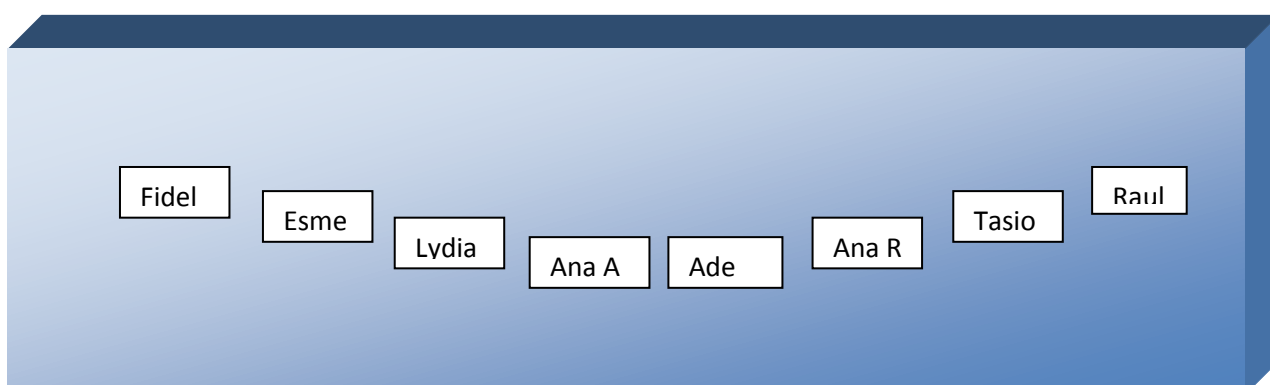 Fidel
Esme
Lydia
Ana A
Ade
Ana R
Tasio
Raul